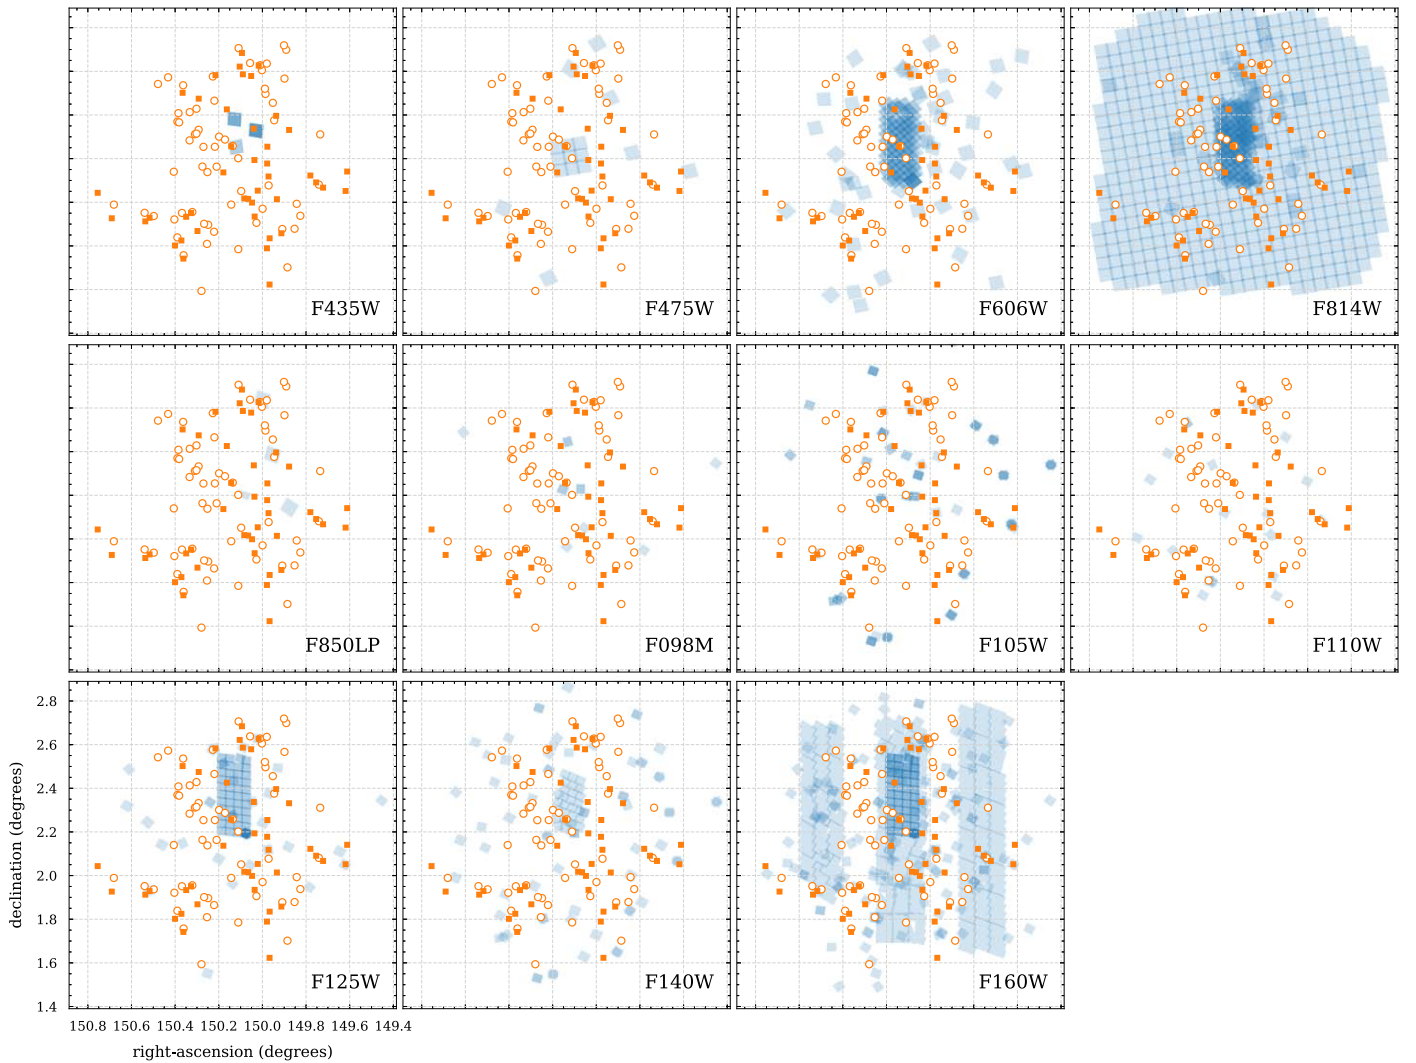 F435W
F475W
F606W
F814W
F850LP
F098M
F105W
F110W
2.8
2.6
2.4
2.2
2.0
1.8
1.6
1.4
declination (degrees)
F125W
F140W
F160W
150.8 150.6 150.4 150.2 150.0 149.8 149.6 149.4
right-ascension (degrees)